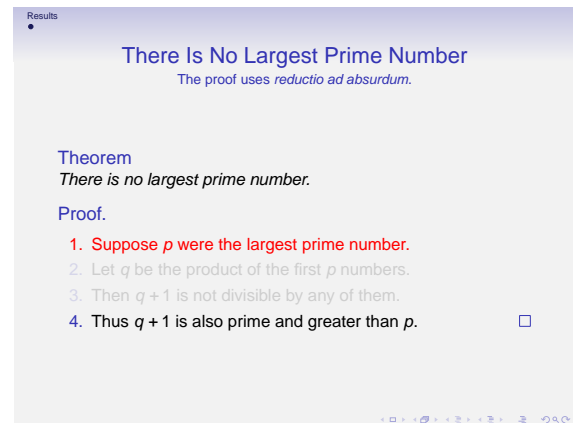 Results
There Is No Largest Prime Number
The proof uses reductio ad absurdum.
Theorem
There is no largest prime number.
Proof.
1. Suppose p were the largest prime number.
2. Let q be the product of the first p numbers.
3. Then q + 1 is not divisible by any of them.
4. Thus q + 1 is also prime and greater than p.